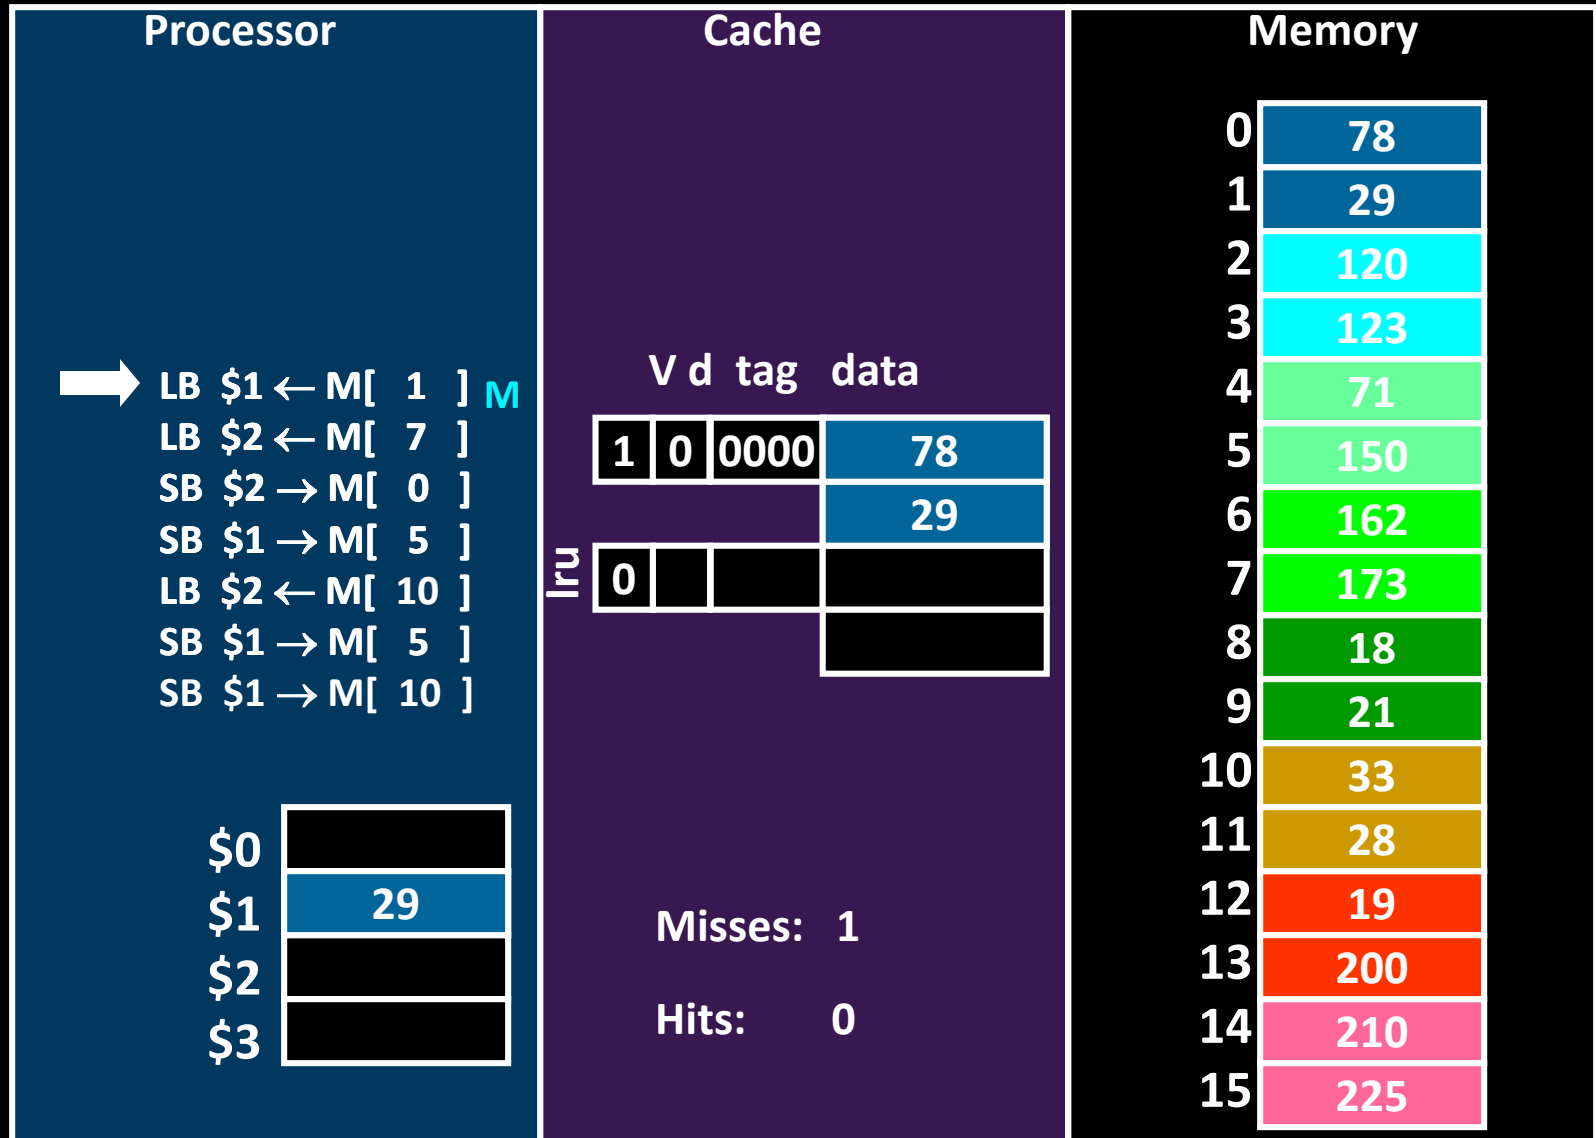 Processor
LB $1 ← M[ 1 ] M
LB $2 ← M[ 7 ]
SB $2 → M[ 0 ]
SB $1 → M[ 5 ]
LB $2 ← M[ 10 ]
SB $1 → M[ 5 ]
SB $1 → M[ 10 ]
$0
$1 29
$2
$3
Cache
V d tag data
1 0 0000 78
29
lru 0
Misses: 1
Hits: 0
Memory
0 78
1 29
2 120
3 123
4 71
5 150
6 162
7 173
8 18
9 21
10 33
11 28
12 19
13 200
14 210
15 225